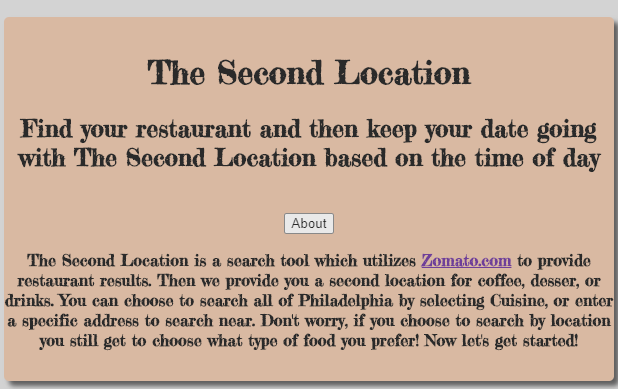 The Second Location
Find your restaurant and then keep your date going
with The Second Location based on the time of day
About
The Second Location is a search tool which utilizes Zomato.com to provide
restaurant results. Then we provide you a second location for coffee, desser, or
drinks. You can choose to search all of Philadelphia by selecting Cuisine, or enter
a specific address to search near. Don't worry, if you choose to search by location
you still get to choose what type of food you prefer! Now let's get started!